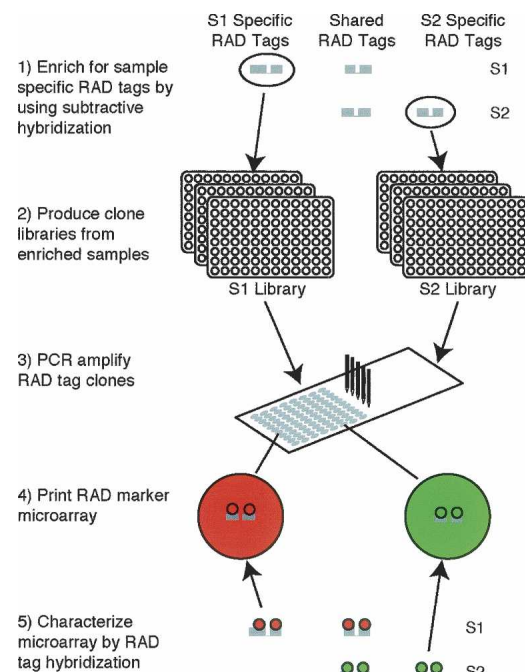 S1 Specific
RAD Tags
Shared
RAD Tags
S2 Specific
RAD Tags
1) Enrich for sample
specific RAD tags by
using subtractive
hybridization
S1
S2
2) Produce clone
libraries from
enriched samples
S1 Library
S2 Library
3) PCR amplify
RAD tag clones
4) Print RAD marker
microarray
5) Characterize
microarray by RAD
tag hybridization
S1
S2